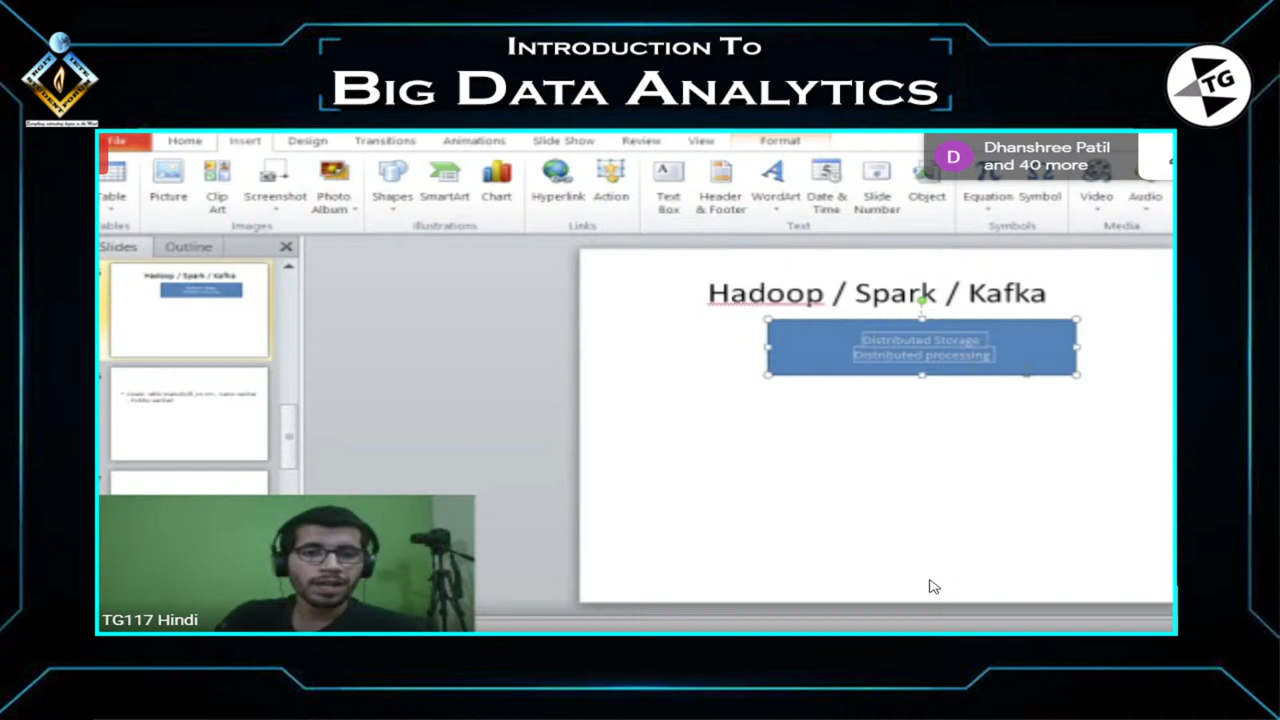 INTRODUCTION TO
BIG DATA ANALYTICS
TG
File Home Insert Design Transitions Animations Slide Show Review View Format
Dhanshree Patil
and 40 more
D
Table Picture Clip Art Screenshot Photo Album Shapes SmartArt Chart Hyperlink Action Text Box Header & Footer WordArt Date & Time Slide Number Object Equation Symbol Video Audio
Images Illustrations Links Text Symbols Media
Slides Outline
Hadoop / Spark / Kafka
Hadoop / Spark / Kafka
Distributed Storage
Distributed processing
TG117 Hindi